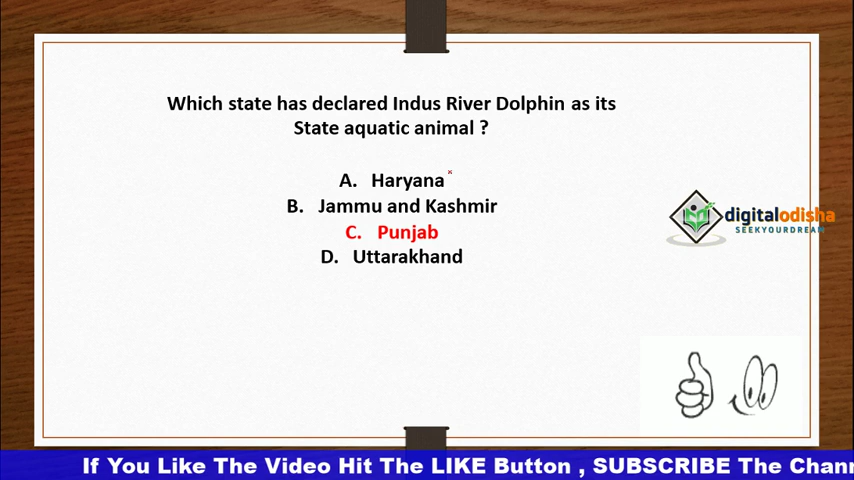 Which state has declared Indus River Dolphin as its
State aquatic animal ?
A. Haryana
B. Jammu and Kashmir
C. Punjab
D. Uttarakhand
digitalodisha
SEEKYOURDREAM
If You Like The Video Hit The LIKE Button , SUBSCRIBE The Chann